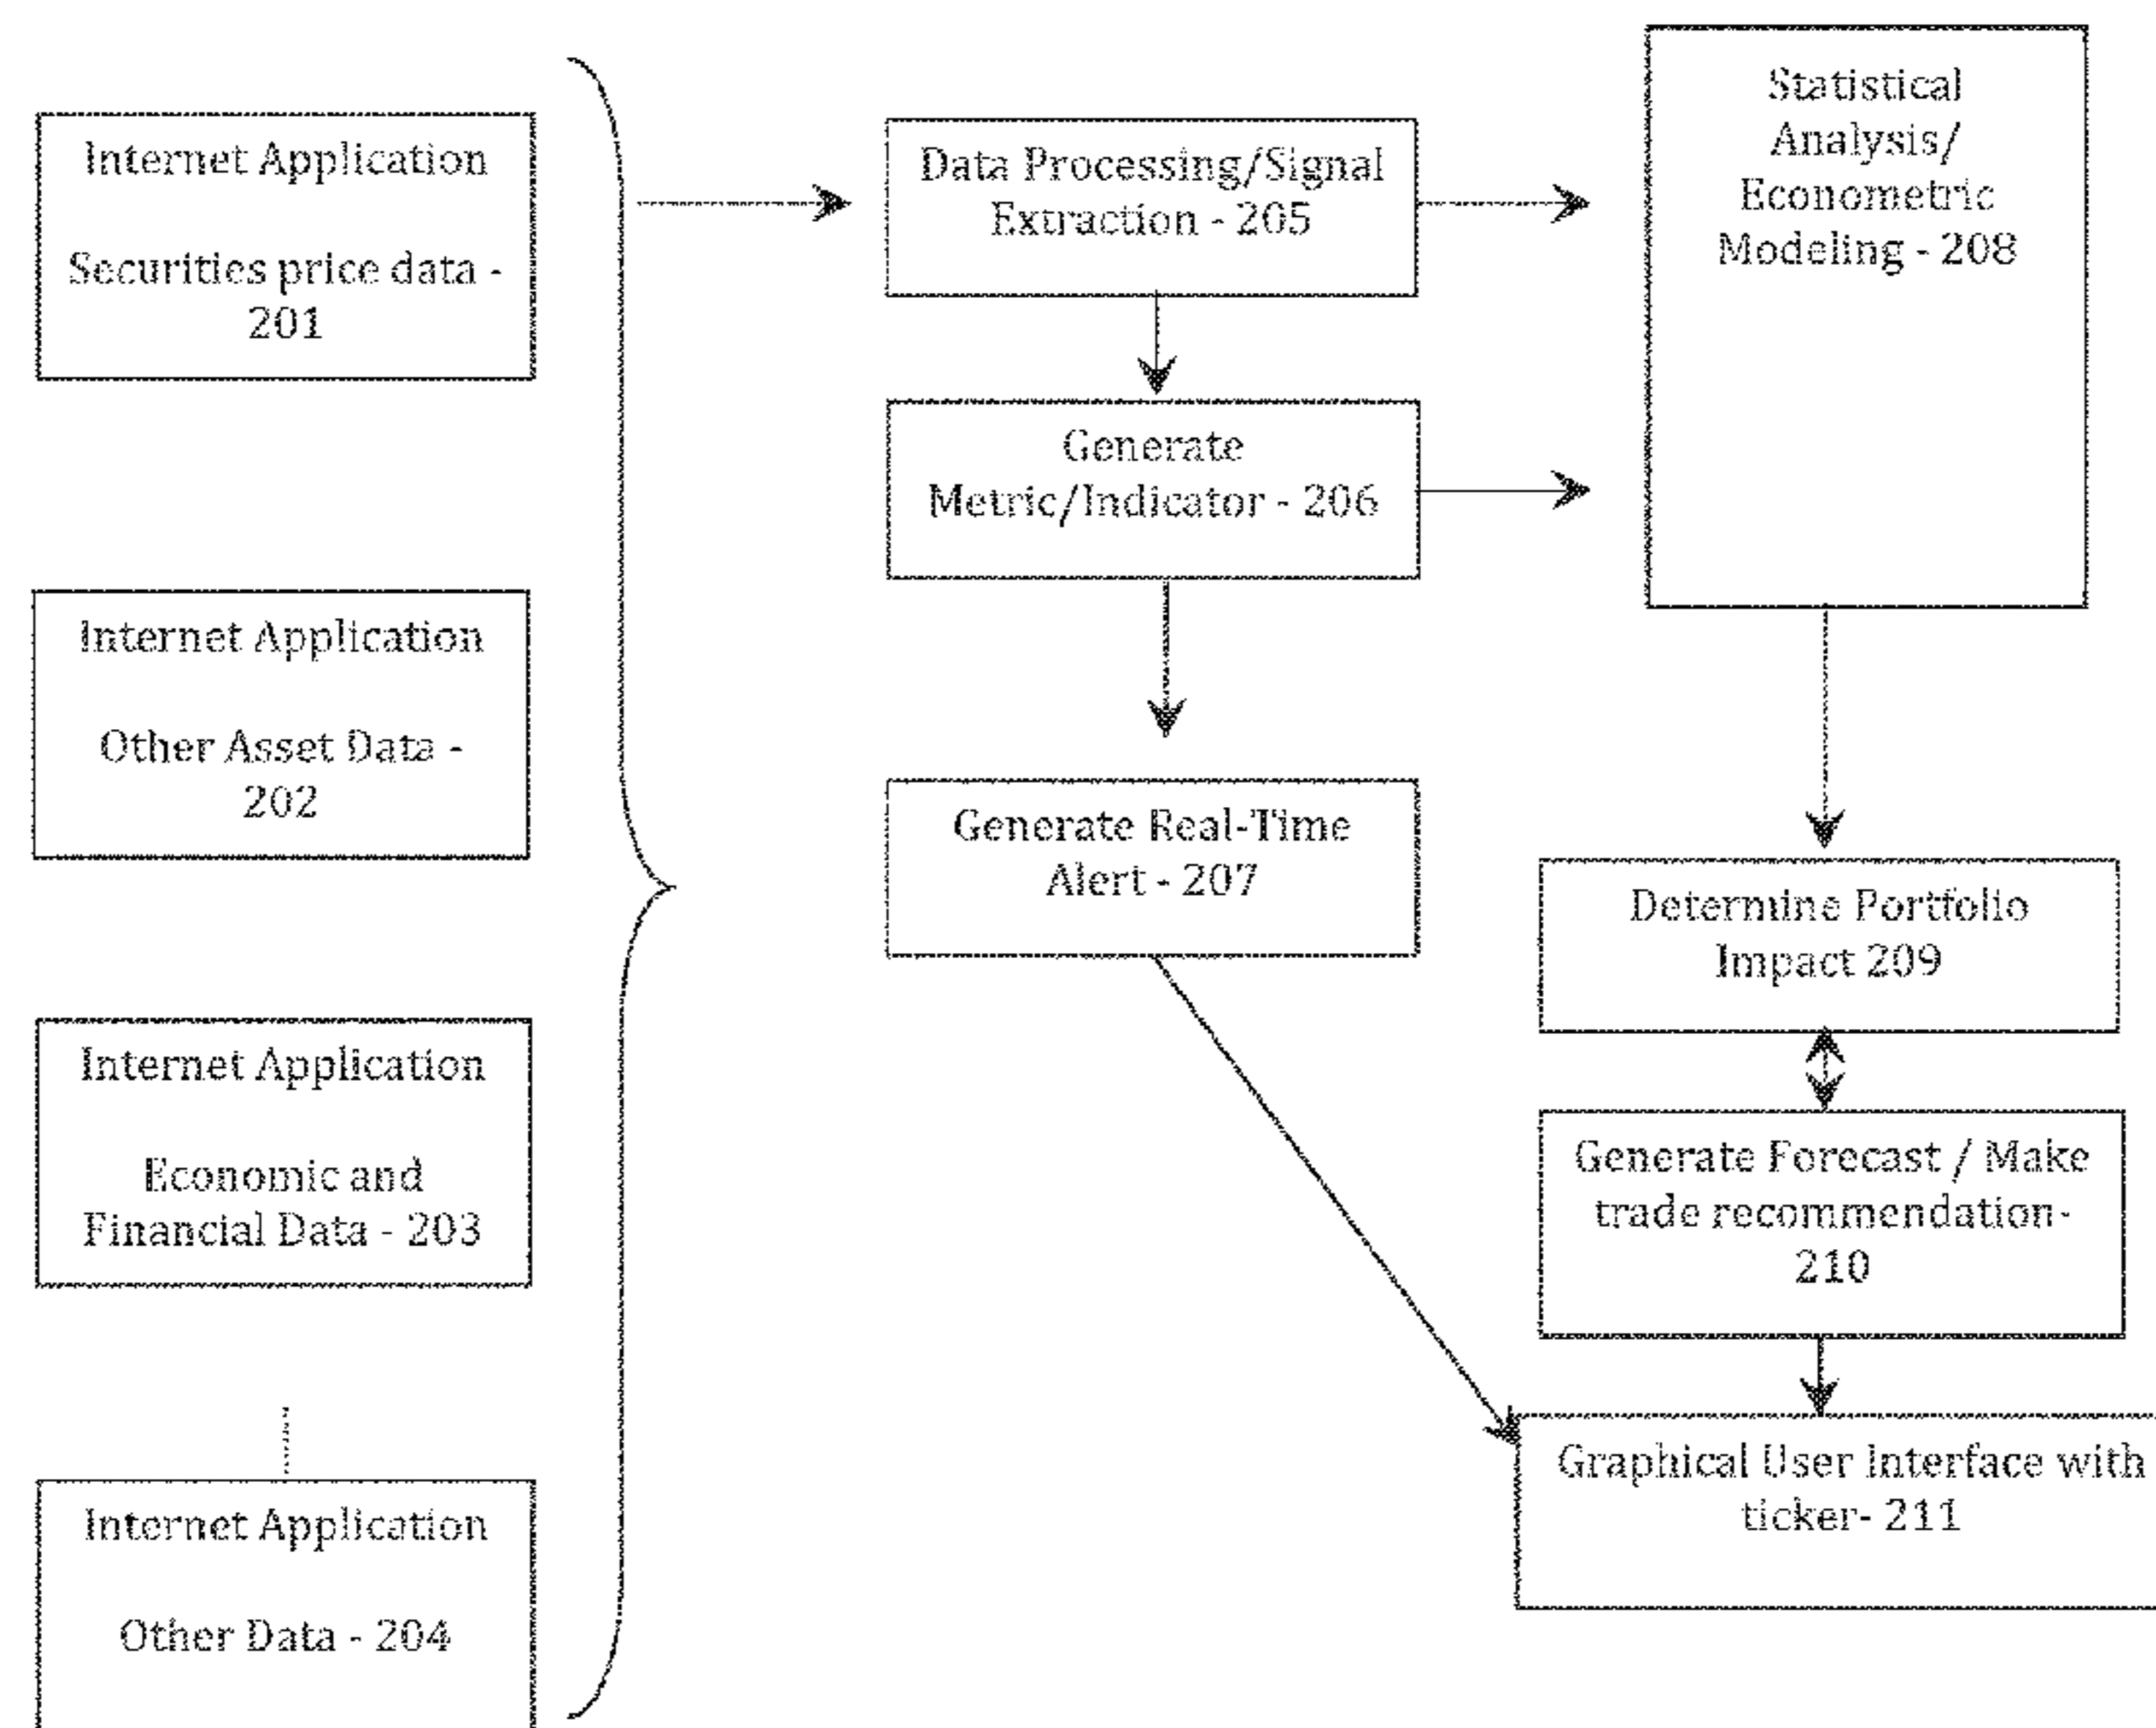 Internet Application
Securities price data -
201
Internet Application
Other Asset Data -
202
Internet Application
Economic and
Financial Data - 203
Internet Application
Other Data - 204
Data Processing/Signal
Extraction - 205
Generate
Metric/Indicator - 206
Generate Real-Time
Alert - 207
Statistical
Analysis/
Econometric
Modeling - 208
Determine Portfolio
Impact 209
Generate Forecast / Make
trade recommendation-
210
Graphical User Interface with
ticker- 211